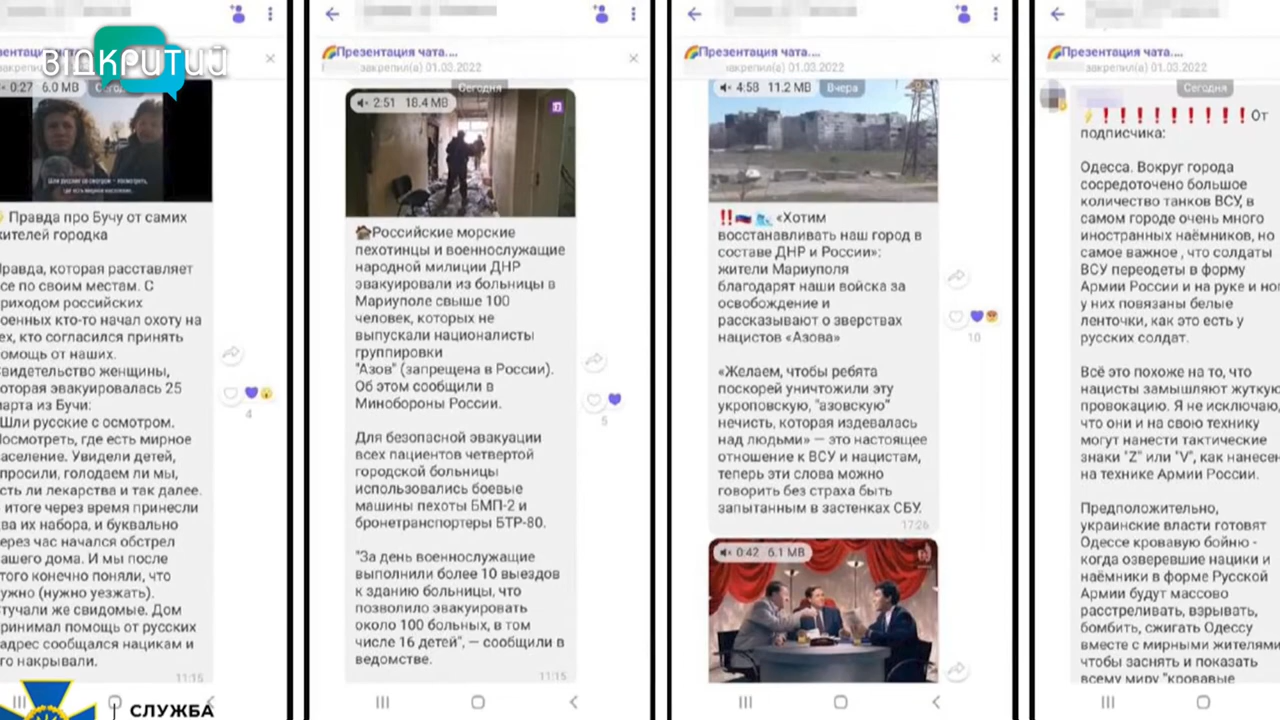 ВІДКРИТИЙ
Презентация чата....
закрепил(а) 01.03.2022
0:27 6.0 MB
Шли русские со смотром – посмотреть,
где есть мирное население.
Правда про Бучу от самих
жителей городка
Правда, которая расставляет
все по своим местам. С
приходом российских
военных кто-то начал охоту на
тех, кто согласился принять
помощь от наших.
Свидетельство женщины,
которая эвакуировалась 25
марта из Бучи:
"Шли русские с осмотром.
Посмотреть, где есть мирное
население. Увидели детей,
спросили, голодаем ли мы,
есть ли лекарства и так далее.
В итоге через время принесли
два их набора, и буквально
через час начался обстрел
нашего дома. И мы после
этого конечно поняли, что
нужно (нужно уезжать).
Стучали же свидомые. Дом
принимал помощь от русских
адрес сообщался нацикам и
его накрывали.
11:15
4
СЛУЖБА
Презентация чата....
закрепил(а) 01.03.2022
Сегодня
2:51 18.4 MB
Российские морские
пехотинцы и военнослужащие
народной милиции ДНР
эвакуировали из больницы в
Мариуполе свыше 100
человек, которых не
выпускали националисты
группировки
"Азов" (запрещена в России).
Об этом сообщили в
Минобороны России.
Для безопасной эвакуации
всех пациентов четвертой
городской больницы
использовались боевые
машины пехоты БМП-2 и
бронетранспортеры БТР-80.
"За день военнослужащие
выполнили более 10 выездов
к зданию больницы, что
позволило эвакуировать
около 100 больных, в том
числе 16 детей", — сообщили в
ведомстве.
11:15
5
Презентация чата....
закрепил(а) 01.03.2022
4:58 11.2 MB
Вчера
‼️🇷🇺 «Хотим
восстанавливать наш город в
составе ДНР и России»:
жители Мариуполя
благодарят наши войска за
освобождение и
рассказывают о зверствах
нацистов «Азова»
«Желаем, чтобы ребята
поскорей уничтожили эту
укроповскую, "азовскую"
нечисть, которая издевалась
над людьми» — это настоящее
отношение к ВСУ и нацистам,
теперь эти слова можно
говорить без страха быть
запытанным в застенках СБУ.
17:26
10
0:42 6.1 MB
Презентация чата....
закрепил(а) 01.03.2022
Сегодня
❗❗❗❗❗❗❗❗❗От
подписчика:
Одесса. Вокруг города
сосредоточено большое
количество танков ВСУ, в
самом городе очень много
иностранных наёмников, но
самое важное , что солдаты
ВСУ переодеты в форму
Армии России и на руке и ног
у них повязаны белые
ленточки, как это есть у
русских солдат.
Всё это похоже на то, что
нацисты замышляют жуткую
провокацию. Я не исключаю,
что они и на свою технику
могут нанести тактические
знаки "Z" или "V", как нанесен
на технике Армии России.
Предположительно,
украинские власти готовят
Одессе кровавую бойню -
когда озверевшие нацики и
наёмники в форме Русской
Армии будут массово
расстреливать, взрывать,
бомбить, сжигать Одессу
вместе с мирными жителями
чтобы заснять и показать
всему миру "кровавые